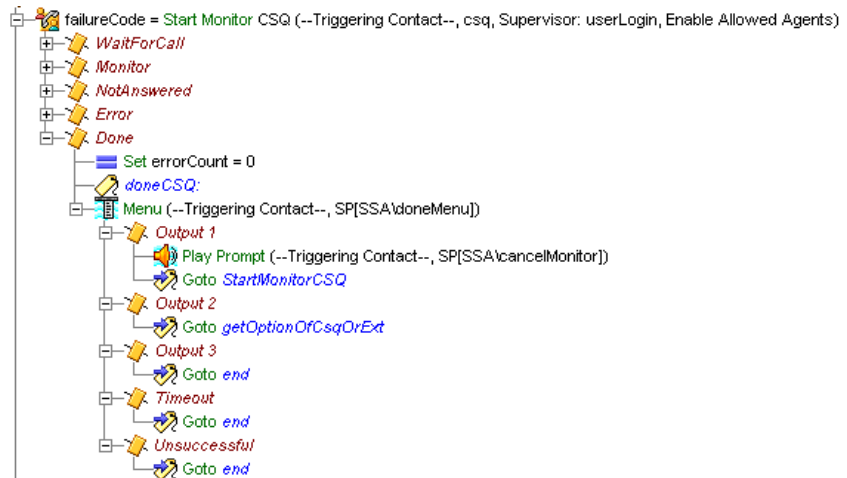 failureCode = Start Monitor CSQ (--Triggering Contact--, csq, Supervisor: userLogin, Enable Allowed Agents)
WaitForCall
Monitor
NotAnswered
Error
Done
Set errorCount = 0
doneCSQ:
Menu (--Triggering Contact--, SP[SSA\doneMenu])
Output 1
Play Prompt (--Triggering Contact--, SP[SSA\cancelMonitor])
Goto StartMonitorCSQ
Output 2
Goto getOptionOfCsqOrExt
Output 3
Goto end
Timeout
Goto end
Unsuccessful
Goto end